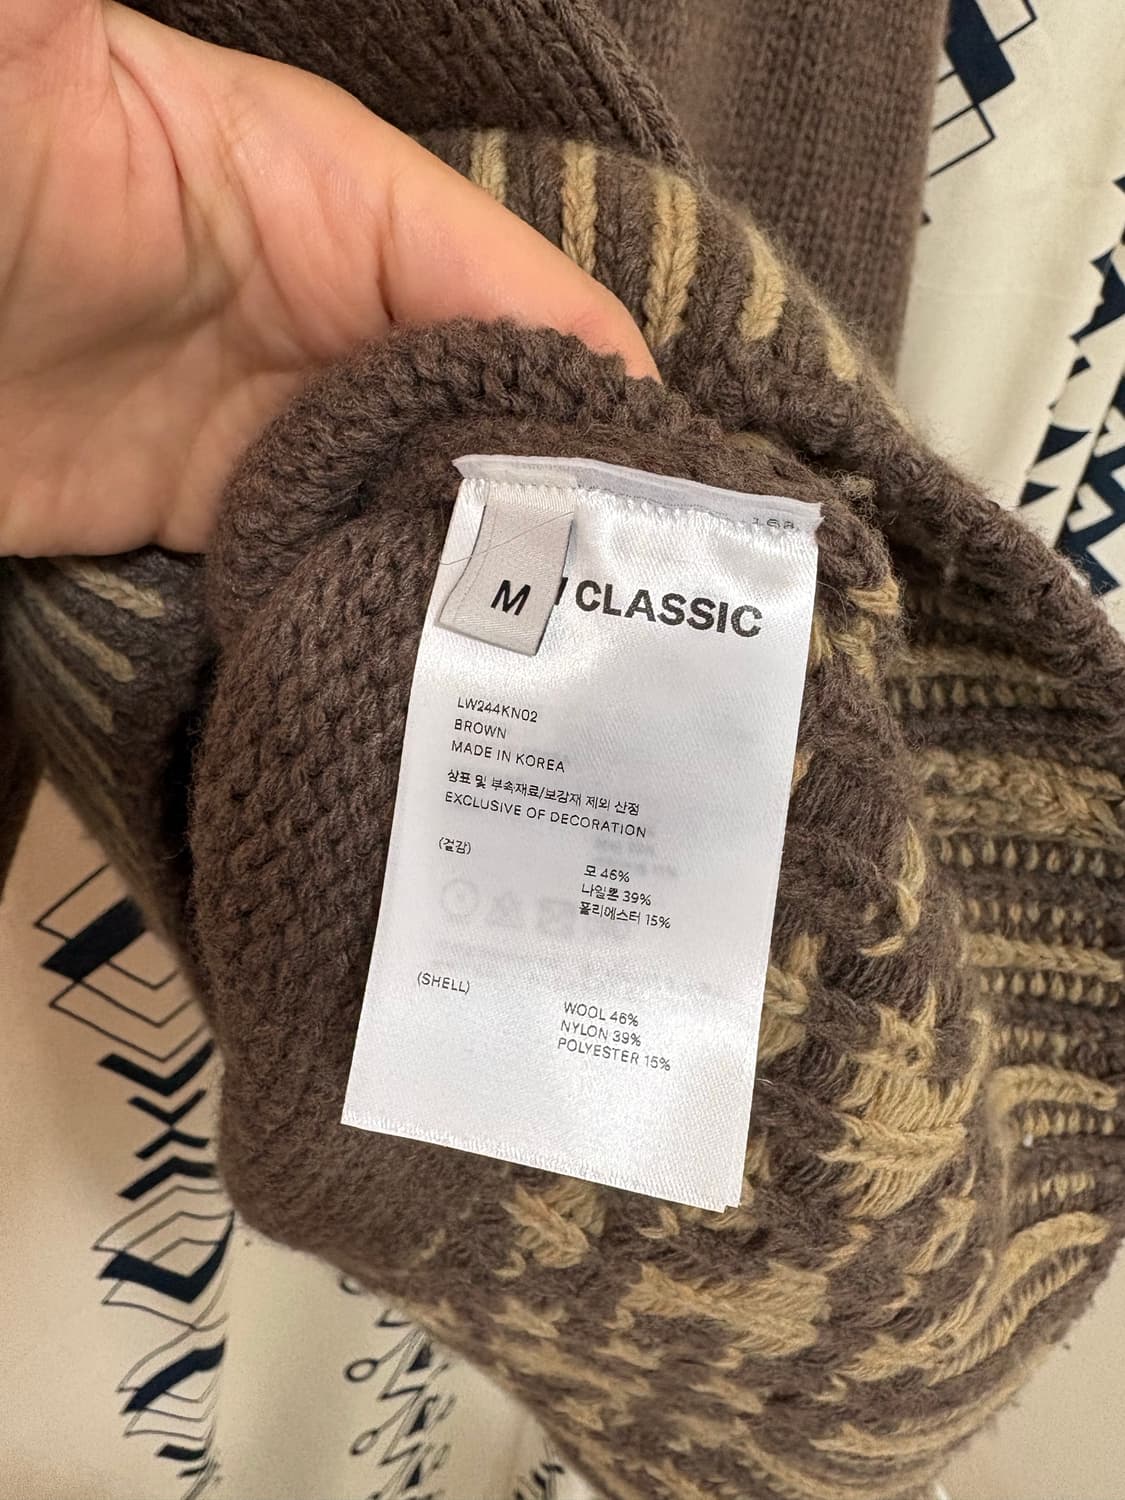 M
CLASSIC
LW244KN02
BROWN
MADE IN KOREA
상표 및 부속재료/보강재 제외 산정
EXCLUSIVE OF DECORATION
(겉감)
모 46%
나일론 39%
폴리에스터 15%
(SHELL)
WOOL 46%
NYLON 39%
POLYESTER 15%